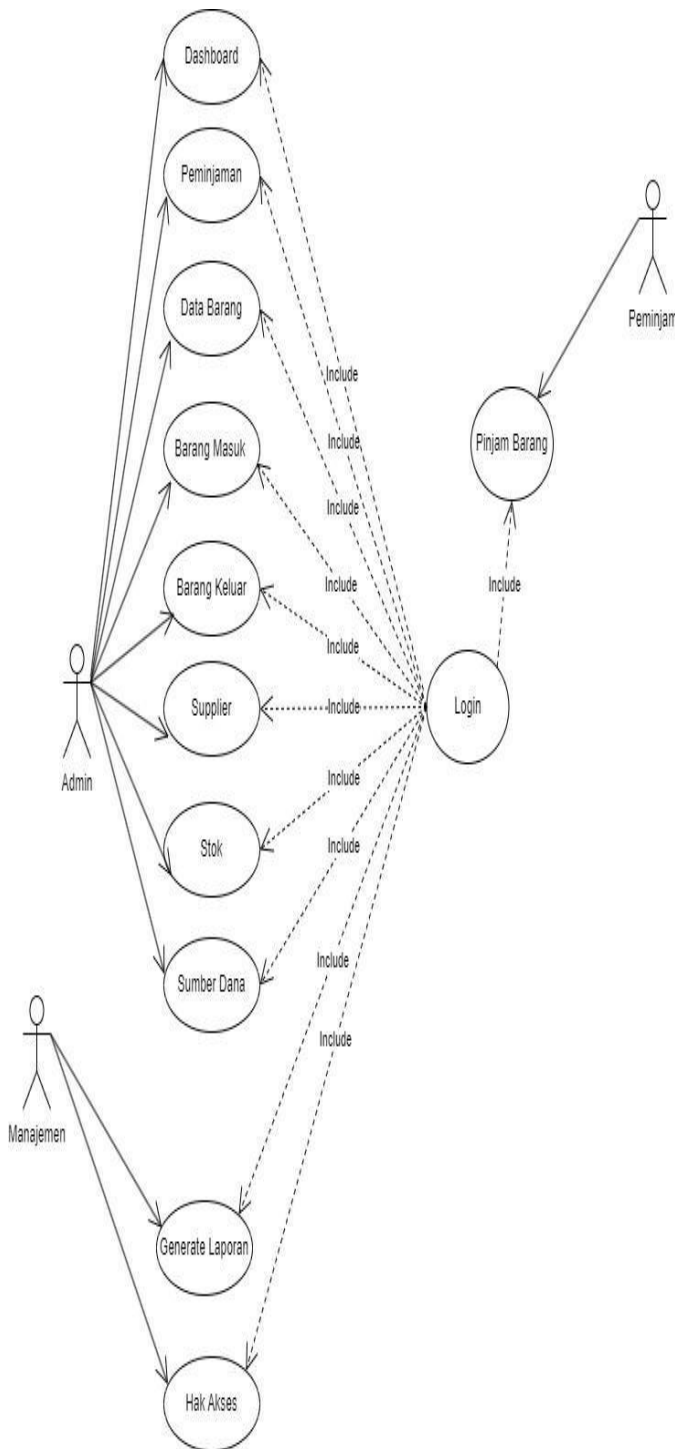 Dashboard
Peminjaman
Peminjam
Data Barang
Include
Include
Barang Masuk
Pinjam Barang
Include
Include
Barang Keluar
Include
Include
Supplier
Include
Login
Admin
Include
Stok
Include
Include
Sumber Dana
Include
Manajemen
Generate Laporan
Hak Akses